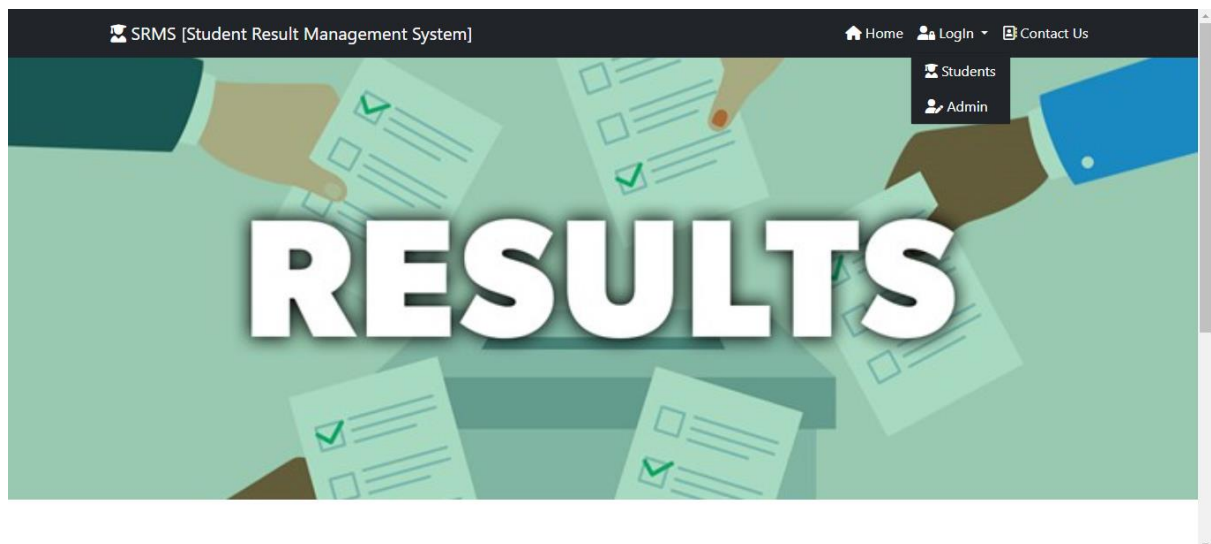 SRMS [Student Result Management System]
Home LogIn Contact Us
Students
Admin
RESULTS